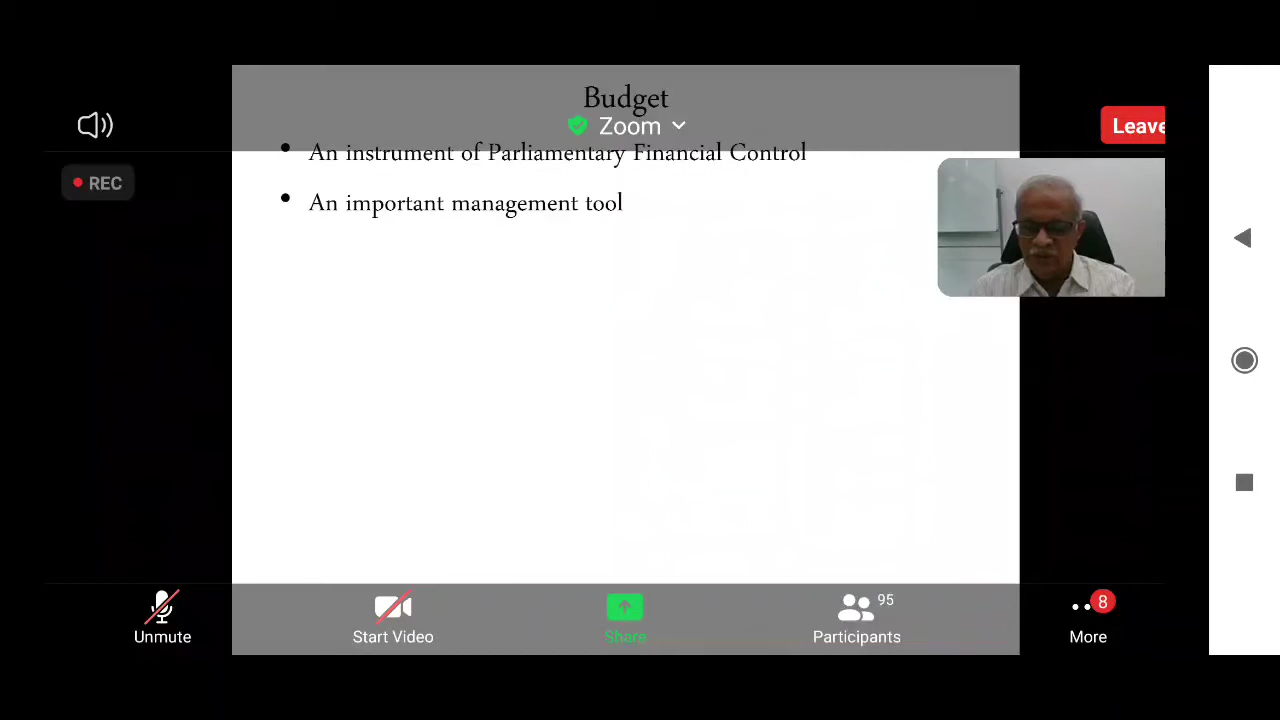 Budget
Zoom
Leave
• An instrument of Parliamentary Financial Control
REC
• An important management tool
95
8
Unmute
Start Video
Share
Participants
More